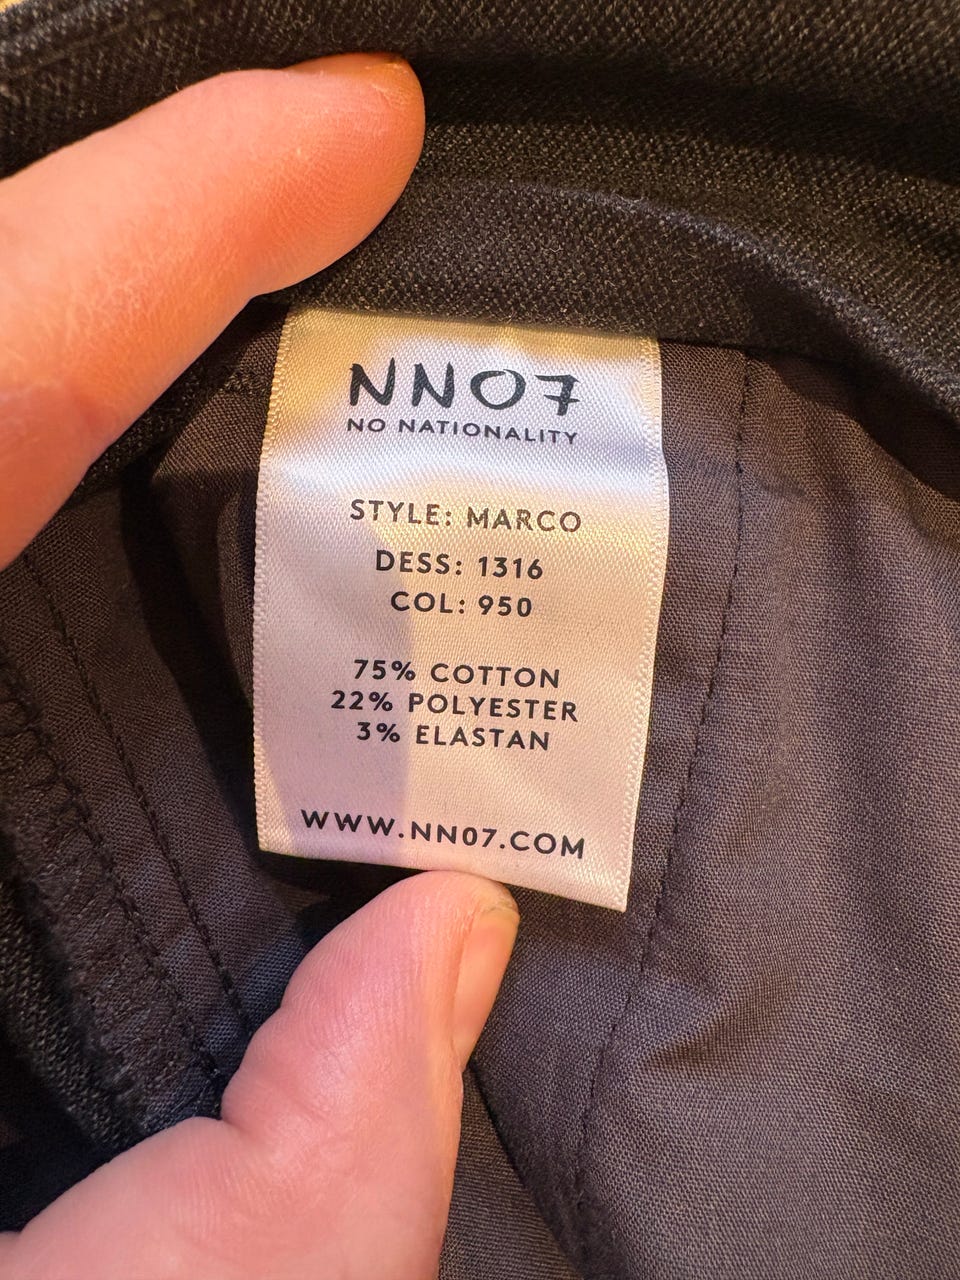 NN07
NO NATIONALITY
STYLE: MARCO
DESS: 1316
COL: 950
75% COTTON
22% POLYESTER
3% ELASTAN
WWW.NN07.COM